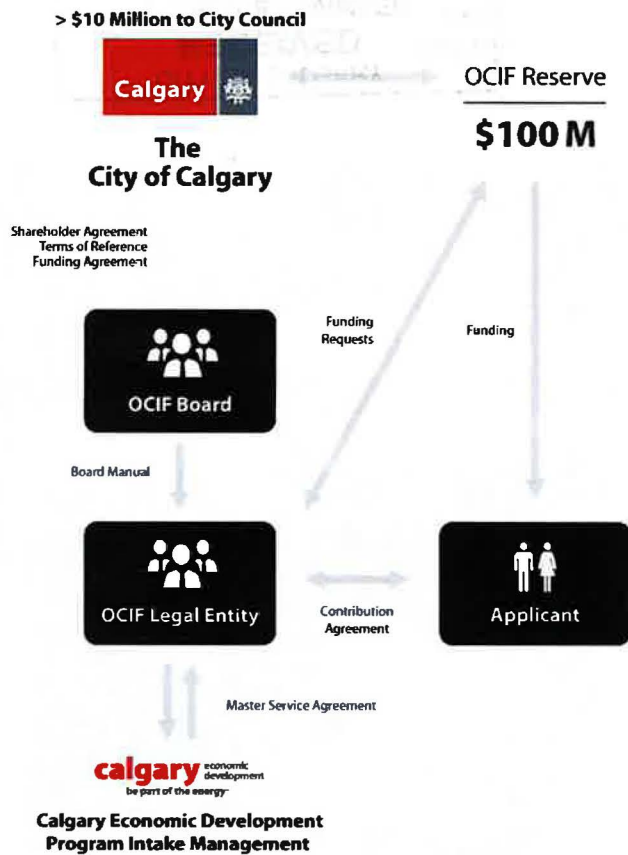 > $10 Million to City Council
Calgary
The
City of Calgary
OCIF Reserve
$100 M
Shareholder Agreement
Terms of Reference
Funding Agreement
OCIF Board
Funding
Requests
Funding
Board Manual
OCIF Legal Entity
Contribution
Agreement
Applicant
Master Service Agreement
calgary economic
development
be part of the energy
Calgary Economic Development
Program Intake Management